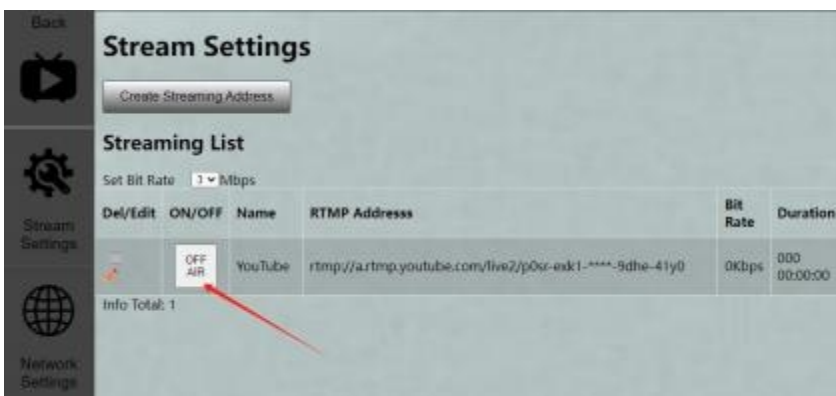 Back
Stream Settings
Create Streaming Address
Streaming List
Set Bit Rate 3 Mbps
Del/Edit ON/OFF Name RTMP Addresss Bit Rate Duration
OFF AIR YouTube rtmp://a.rtmp.youtube.com/live2/p0sr-exk1-****-9dhe-41y0 0Kbps 000 00:00:00
Info Total: 1
Stream Settings
Network Settings